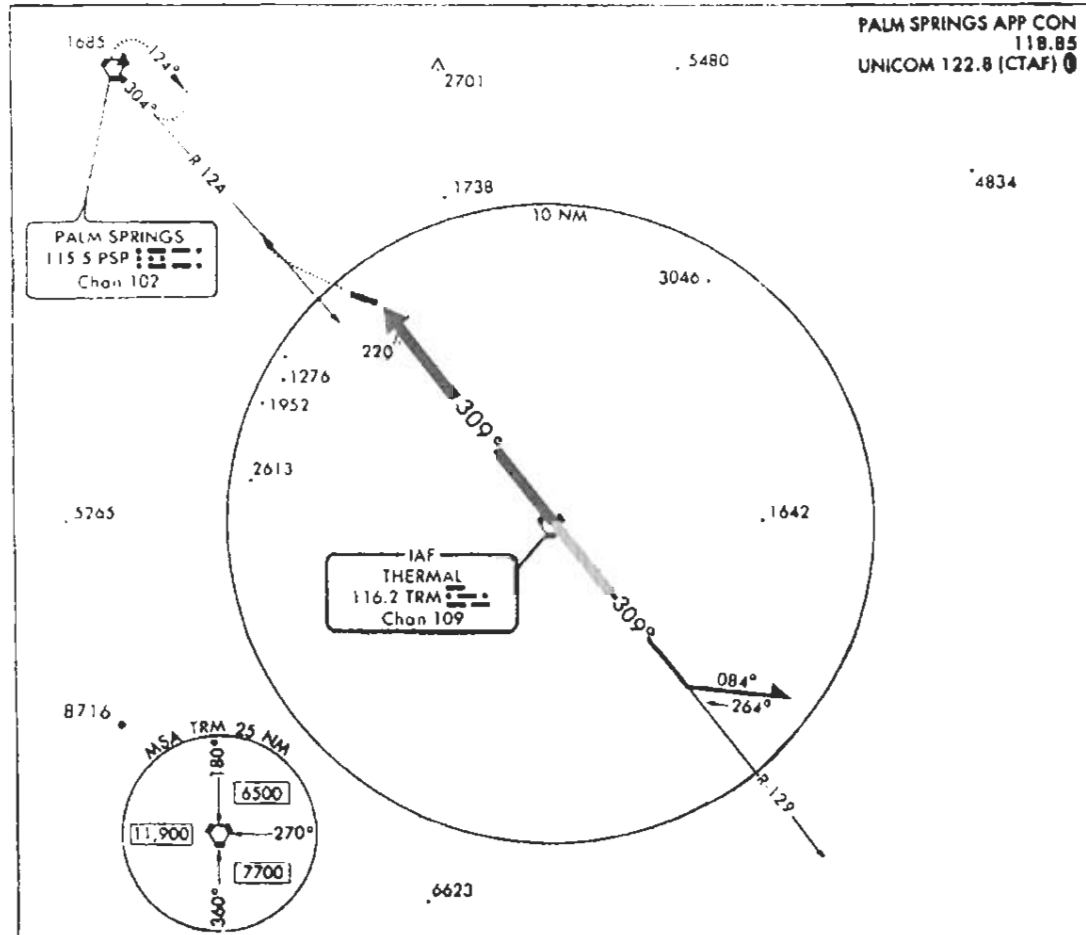 PALM SPRINGS APP CON
118.85
UNICOM 122.8 (CTAF)
1685
124°
304°
R 124
2701
5480
4834
1738
10 NM
PALM SPRINGS
115.5 PSP
Chan 102
3046
220
1276
1952
309°
2613
5265
1642
IAF
THERMAL
116.2 TRM
Chan 109
309°
084°
264°
8716
MSA TRM 25 NM
180°
6500
11,900
270°
7700
360°
R-129
6623